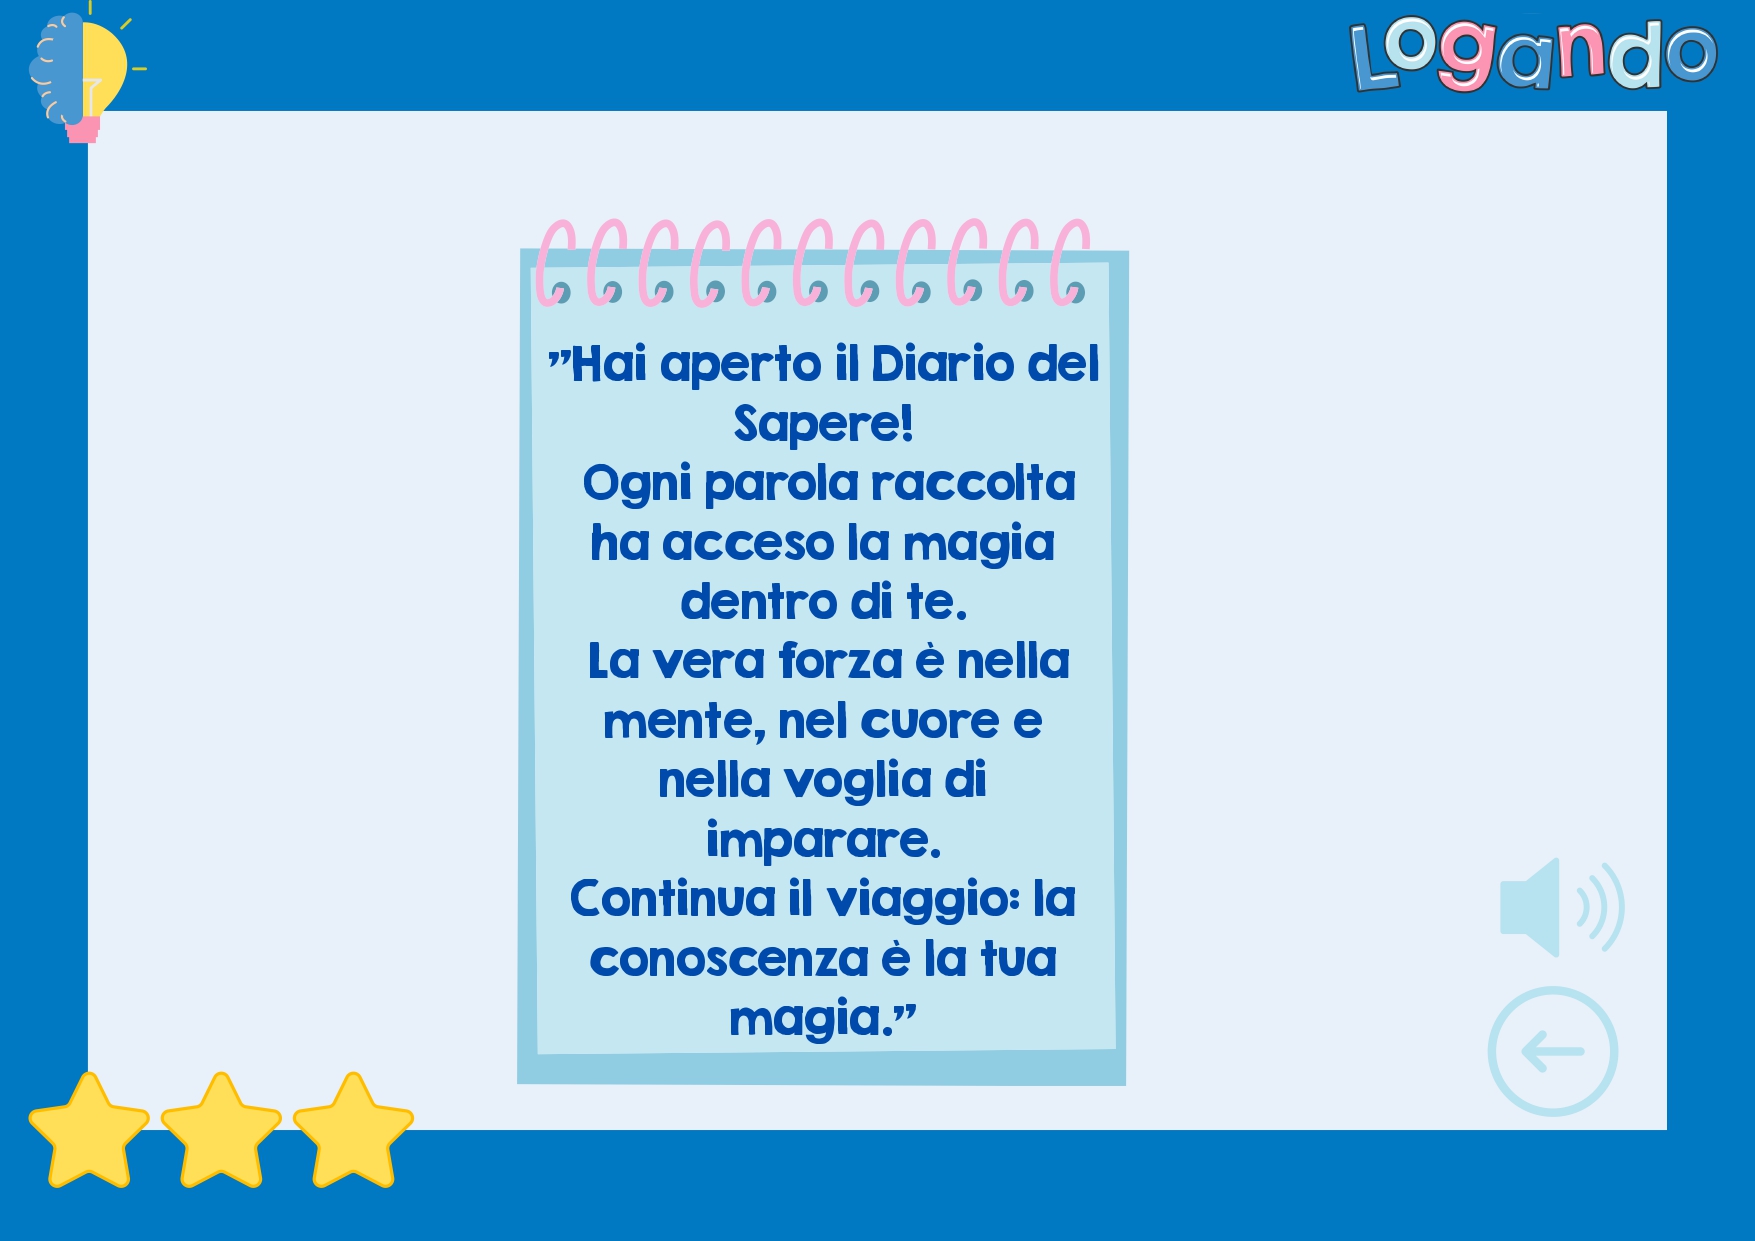 Logando
”Hai aperto il Diario del
Sapere!
Ogni parola raccolta
ha acceso la magia
dentro di te.
La vera forza è nella
mente, nel cuore e
nella voglia di
imparare.
Continua il viaggio: la
conoscenza è la tua
magia.”